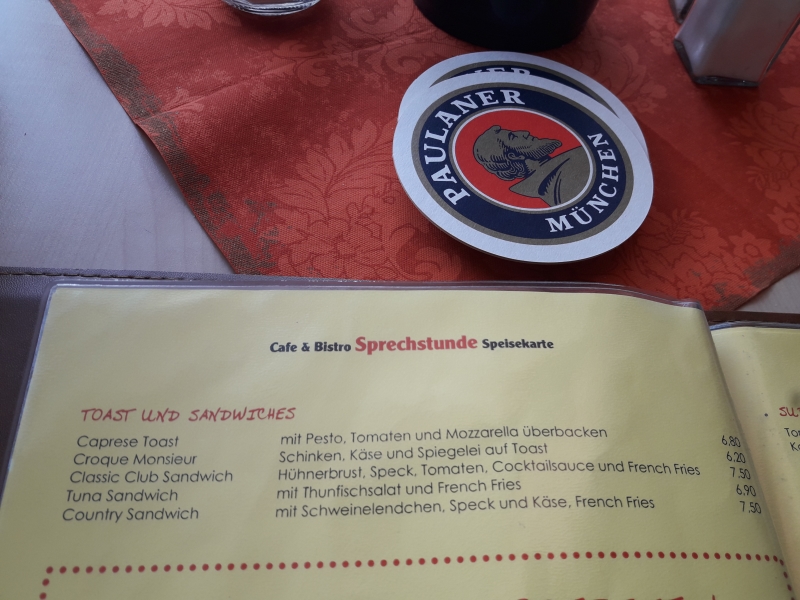 PAULANER
MÜNCHEN
Cafe & Bistro Sprechstunde Speisekarte
TOAST UND SANDWICHES
Caprese Toast mit Pesto, Tomaten und Mozzarella überbacken 6,80
Croque Monsieur Schinken, Käse und Spiegelei auf Toast 6,20
Classic Club Sandwich Hühnerbrust, Speck, Tomaten, Cocktailsauce und French Fries 7,50
Tuna Sandwich mit Thunfischsalat und French Fries 6,90
Country Sandwich mit Schweinelendchen, Speck und Käse, French Fries 7,50